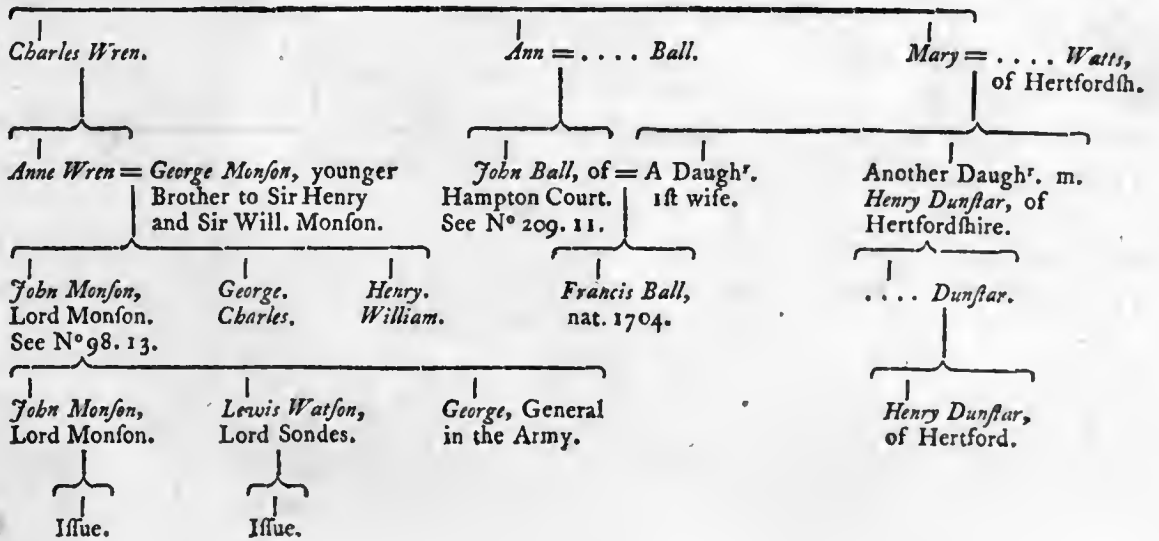 Charles Wren.
Ann = .... Ball.
Mary = .... Watts,
of Hertfordſh.
Anne Wren = George Monſon, younger
Brother to Sir Henry
and Sir Will. Monſon.
John Ball, of = A Daughʳ.
Hampton Court. 1ſt wife.
See Nº 209. 11.
Another Daughʳ. m.
Henry Dunſtar, of
Hertfordſhire.
John Monſon,
Lord Monſon.
See Nº 98. 13.
George.
Charles.
Henry.
William.
Francis Ball,
nat. 1704.
.... Dunſtar.
John Monſon,
Lord Monſon.
Lewis Watſon,
Lord Sondes.
George, General
in the Army.
Henry Dunſtar,
of Hertford.
Iſſue.
Iſſue.